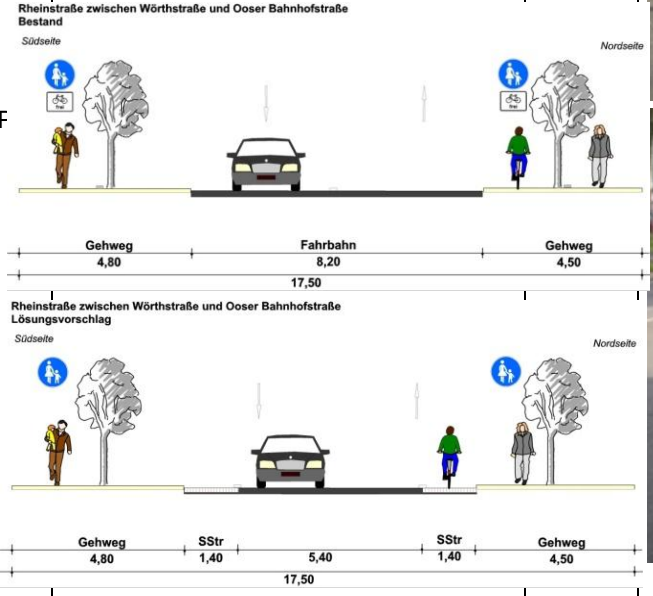 Rheinstraße zwischen Wörthstraße und Ooser Bahnhofstraße
Bestand
Südseite
Nordseite
frei
frei
F
Gehweg
Fahrbahn
Gehweg
4,80
8,20
4,50
17,50
Rheinstraße zwischen Wörthstraße und Ooser Bahnhofstraße
Lösungsvorschlag
Südseite
Nordseite
Gehweg
SStr
SStr
Gehweg
4,80
1,40
5,40
1,40
4,50
17,50